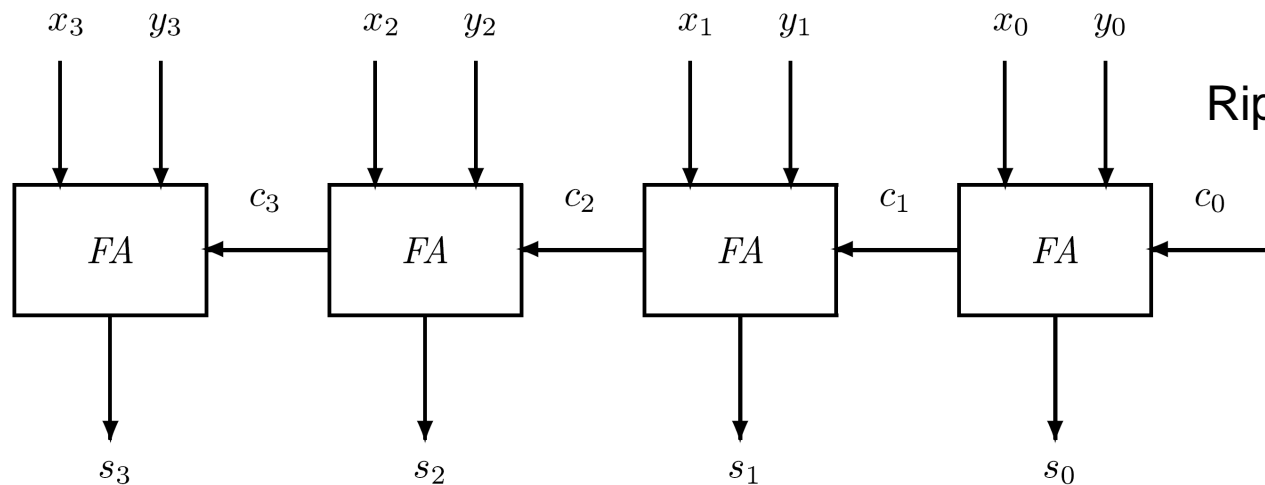 x₃ y₃ x₂ y₂ x₁ y₁ x₀ y₀
Rip
c₃ c₂ c₁ c₀
FA FA FA FA
s₃ s₂ s₁ s₀